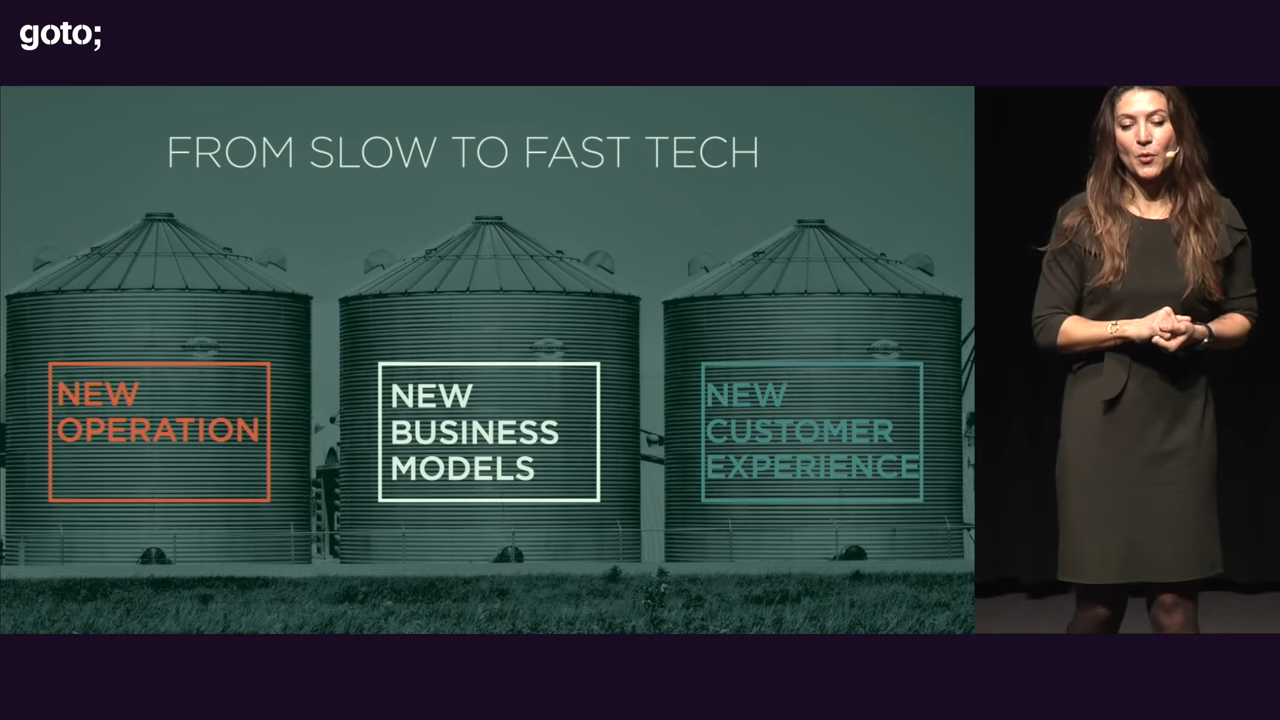 goto;
FROM SLOW TO FAST TECH
NEW
OPERATION
NEW
BUSINESS
MODELS
NEW
CUSTOMER
EXPERIENCE